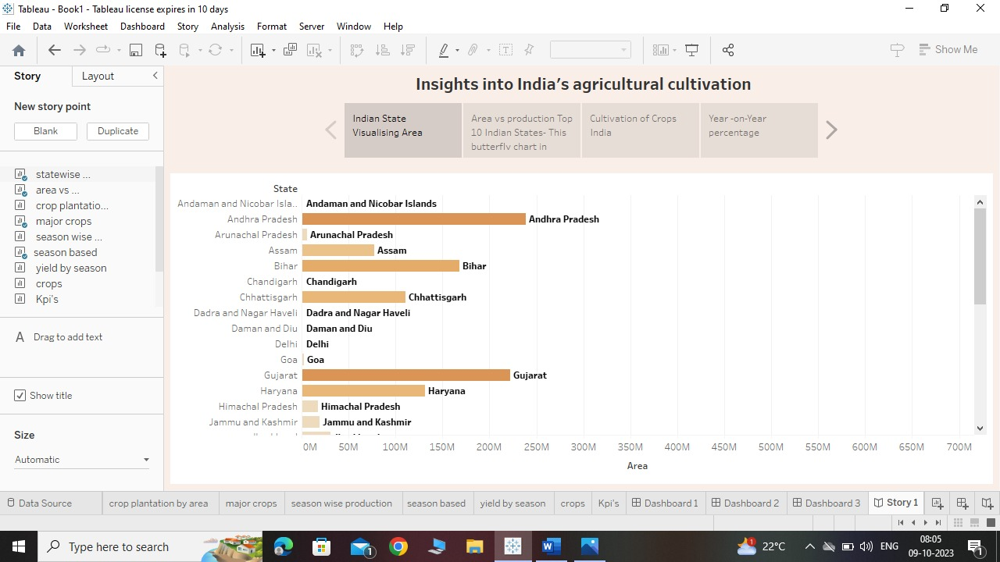 Tableau - Book1 - Tableau license expires in 10 days
File Data Worksheet Dashboard Story Analysis Format Server Window Help
Show Me
Story Layout
New story point
Blank Duplicate
statewise ...
area vs ...
crop plantatio...
major crops
season wise ...
season based
yield by season
crops
Kpi's
A Drag to add text
Show title
Size
Automatic
Insights into India's agricultural cultivation
Indian State
Visualising Area
Area vs production Top
10 Indian States- This
butterfly chart in
Cultivation of Crops
India
Year -on-Year
percentage
State
Andaman and Nicobar Isla.. Andaman and Nicobar Islands
Andhra Pradesh Andhra Pradesh
Arunachal Pradesh Arunachal Pradesh
Assam Assam
Bihar Bihar
Chandigarh Chandigarh
Chhattisgarh Chhattisgarh
Dadra and Nagar Haveli Dadra and Nagar Haveli
Daman and Diu Daman and Diu
Delhi Delhi
Goa Goa
Gujarat Gujarat
Haryana Haryana
Himachal Pradesh Himachal Pradesh
Jammu and Kashmir Jammu and Kashmir
0M 50M 100M 150M 200M 250M 300M 350M 400M 450M 500M 550M 600M 650M 700M
Area
Data Source crop plantation by area major crops season wise production season based yield by season crops Kpi's Dashboard 1 Dashboard 2 Dashboard 3 Story 1
Type here to search
1
1
22°C
ENG
08:05
09-10-2023
1